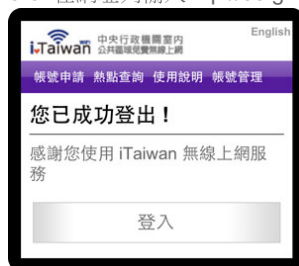 iTaiwan
中央行政機關室內
公共區域免費無線上網
English
帳號申請 熱點查詢 使用說明 帳號管理
您已成功登出！
感謝您使用 iTaiwan 無線上網服
務
登入